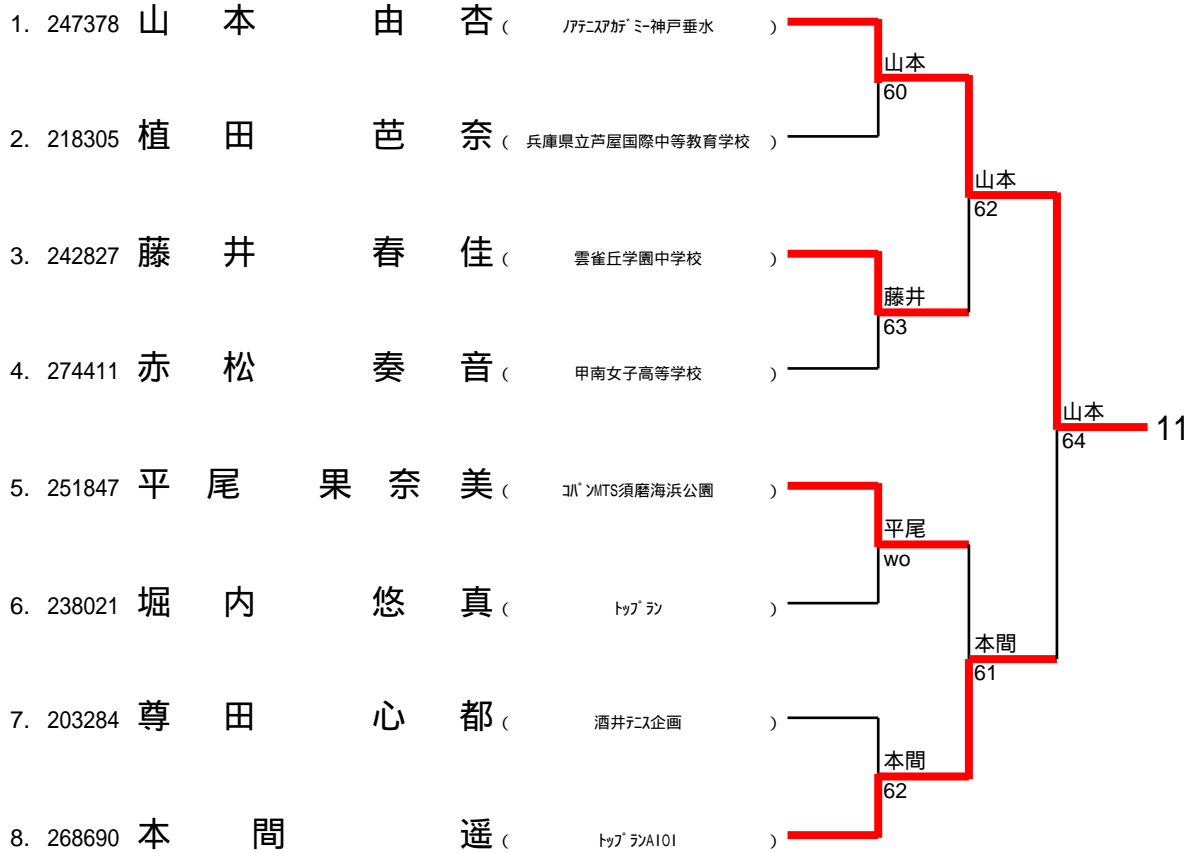 1. 247378 山本 由杏 ( ﾉｱﾃﾆｽｱｶﾃﾞﾐｰ神戸垂水 )
山本
60
2. 218305 植田 芭奈 ( 兵庫県立芦屋国際中等教育学校 )
山本
62
3. 242827 藤井 春佳 ( 雲雀丘学園中学校 )
藤井
63
4. 274411 赤松 奏音 ( 甲南女子高等学校 )
山本
64
11
5. 251847 平尾 果奈美 ( ｺﾊﾟﾝMTS須磨海浜公園 )
平尾
wo
6. 238021 堀内 悠真 ( ﾄｯﾌﾟﾗﾝ )
本間
61
7. 203284 尊田 心都 ( 酒井ﾃﾆｽ企画 )
本間
62
8. 268690 本間 遥 ( ﾄｯﾌﾟﾗﾝA1O1 )